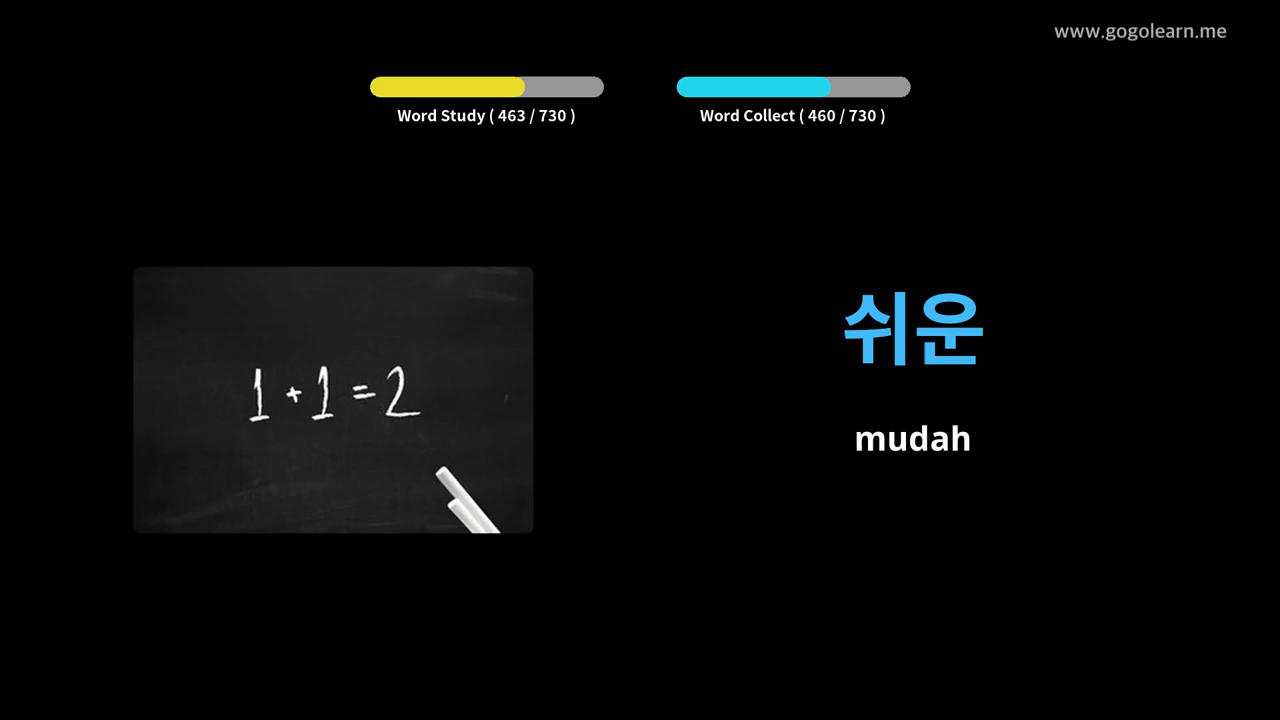 www.gogolearn.me
Word Study ( 463 / 730 )
Word Collect ( 460 / 730 )
1 + 1 = 2
쉬운
mudah